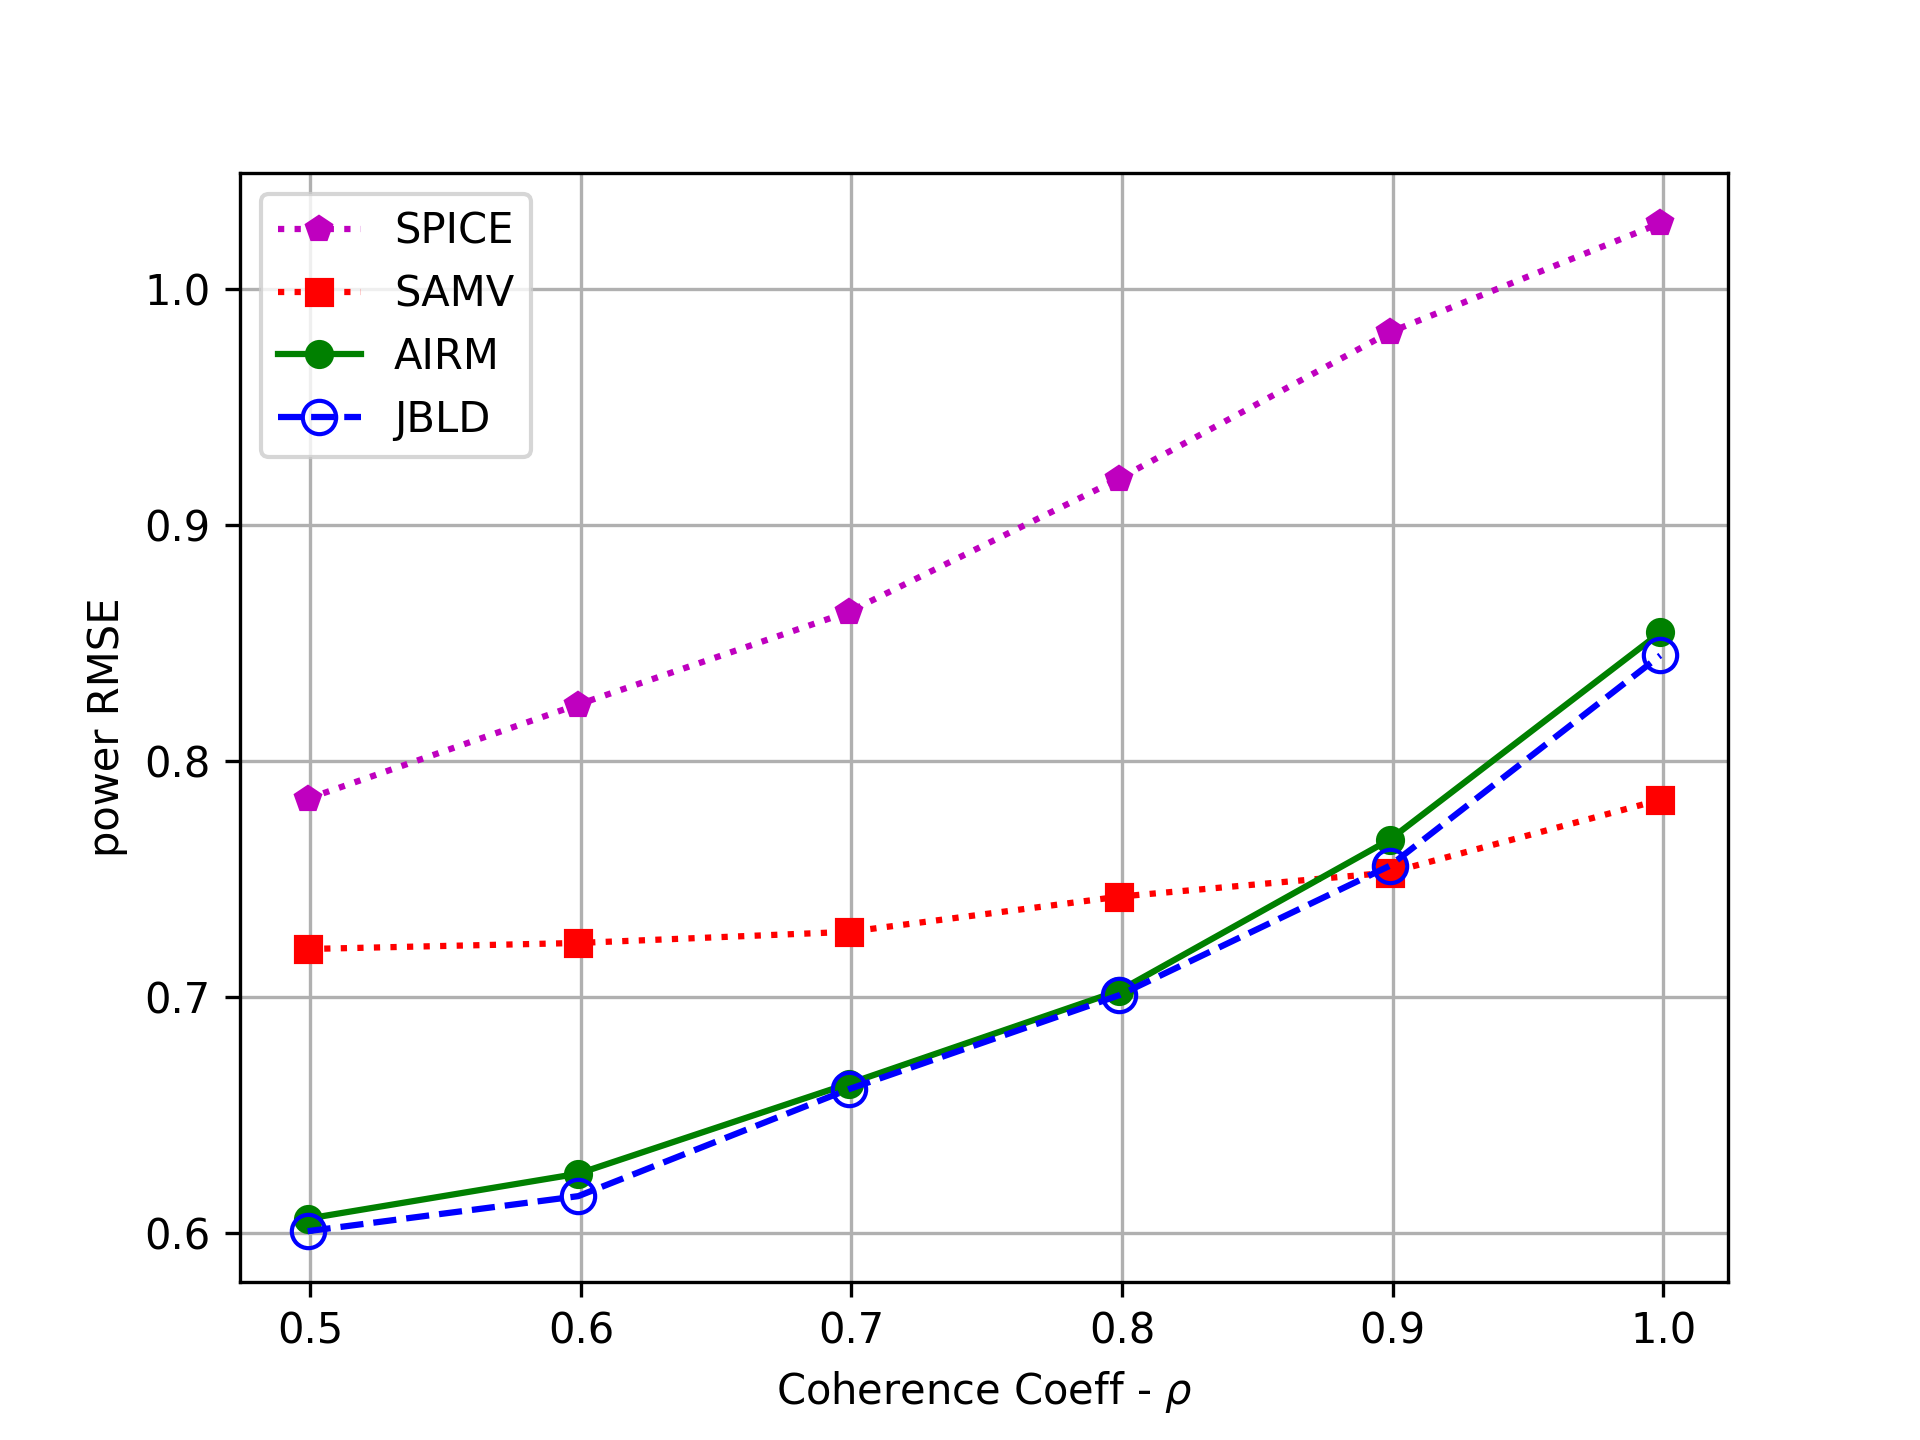 SPICE
SAMV
AIRM
JBLD
1.0
0.9
0.8
0.7
0.6
power RMSE
0.5 0.6 0.7 0.8 0.9 1.0
Coherence Coeff - ρ